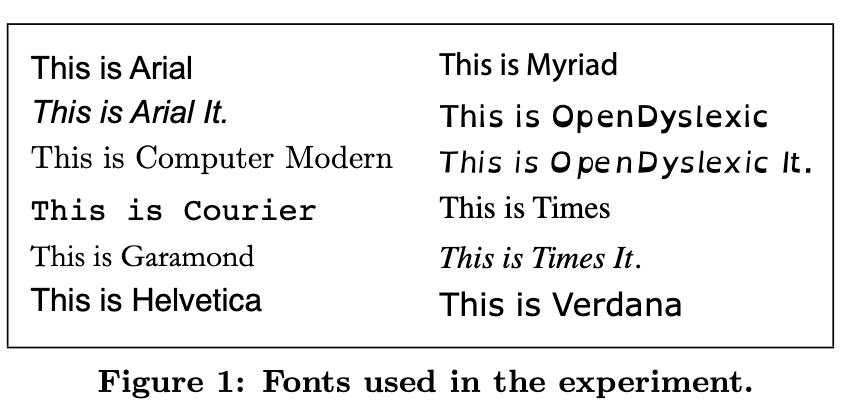 This is Arial
This is Arial It.
This is Computer Modern
This is Courier
This is Garamond
This is Helvetica
This is Myriad
This is OpenDyslexic
This is OpenDyslexic It.
This is Times
This is Times It.
This is Verdana
Figure 1: Fonts used in the experiment.